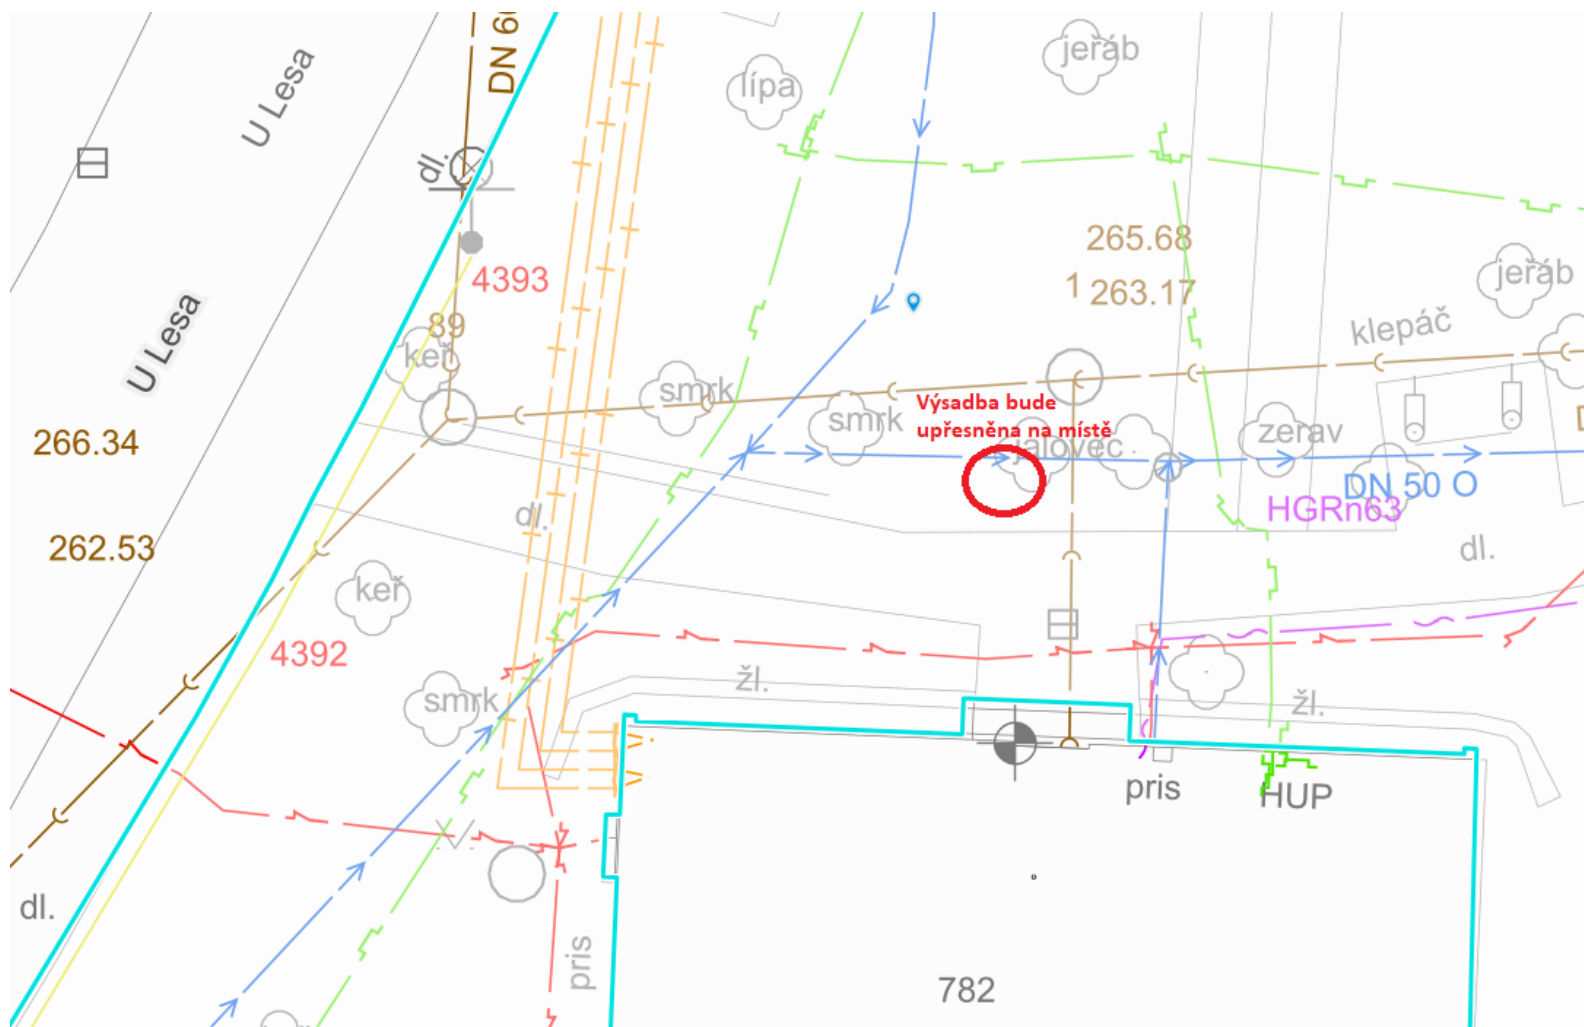 DN 60
jeřáb
U Lesa
lípa
dl.
265.68
4393
1 263.17
jeřáb
U Lesa
89
keř
klepáč
smrk
smrk
Výsadba bude
upřesněna na místě
jalovec
zerav
266.34
DN 50 O
HGRn63
dl.
262.53
dl.
keř
4392
žl.
smrk
žl.
pris
HUP
dl.
pris
782